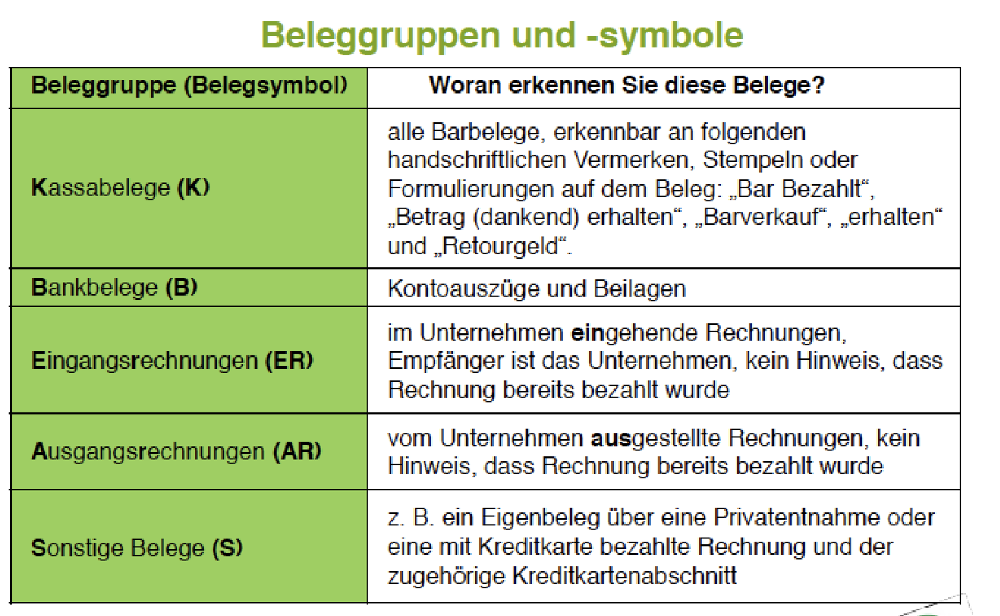 Beleggruppen und -symbole
Beleggruppe (Belegsymbol)
Woran erkennen Sie diese Belege?
Kassabelege (K)
alle Barbelege, erkennbar an folgenden
handschriftlichen Vermerken, Stempeln oder
Formulierungen auf dem Beleg: „Bar Bezahlt“,
„Betrag (dankend) erhalten“, „Barverkauf“, „erhalten“
und „Retourgeld“.
Bankbelege (B)
Kontoauszüge und Beilagen
Eingangsrechnungen (ER)
im Unternehmen eingehende Rechnungen,
Empfänger ist das Unternehmen, kein Hinweis, dass
Rechnung bereits bezahlt wurde
Ausgangsrechnungen (AR)
vom Unternehmen ausgestellte Rechnungen, kein
Hinweis, dass Rechnung bereits bezahlt wurde
Sonstige Belege (S)
z. B. ein Eigenbeleg über eine Privatentnahme oder
eine mit Kreditkarte bezahlte Rechnung und der
zugehörige Kreditkartenabschnitt